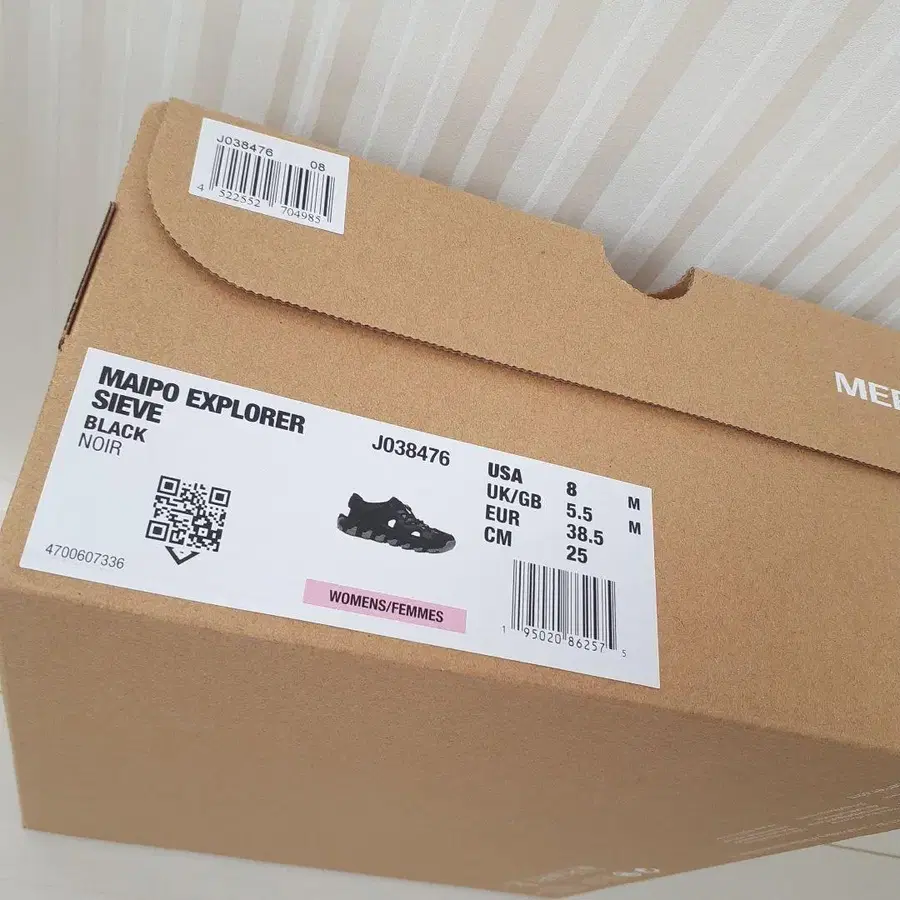 J038476 08
4 522552 704985
MER
MAIPO EXPLORER
SIEVE
BLACK
NOIR
J038476
USA 8 M
UK/GB 5.5 M
EUR 38.5
CM 25
4700607336
WOMENS/FEMMES
1 95020 86257 5